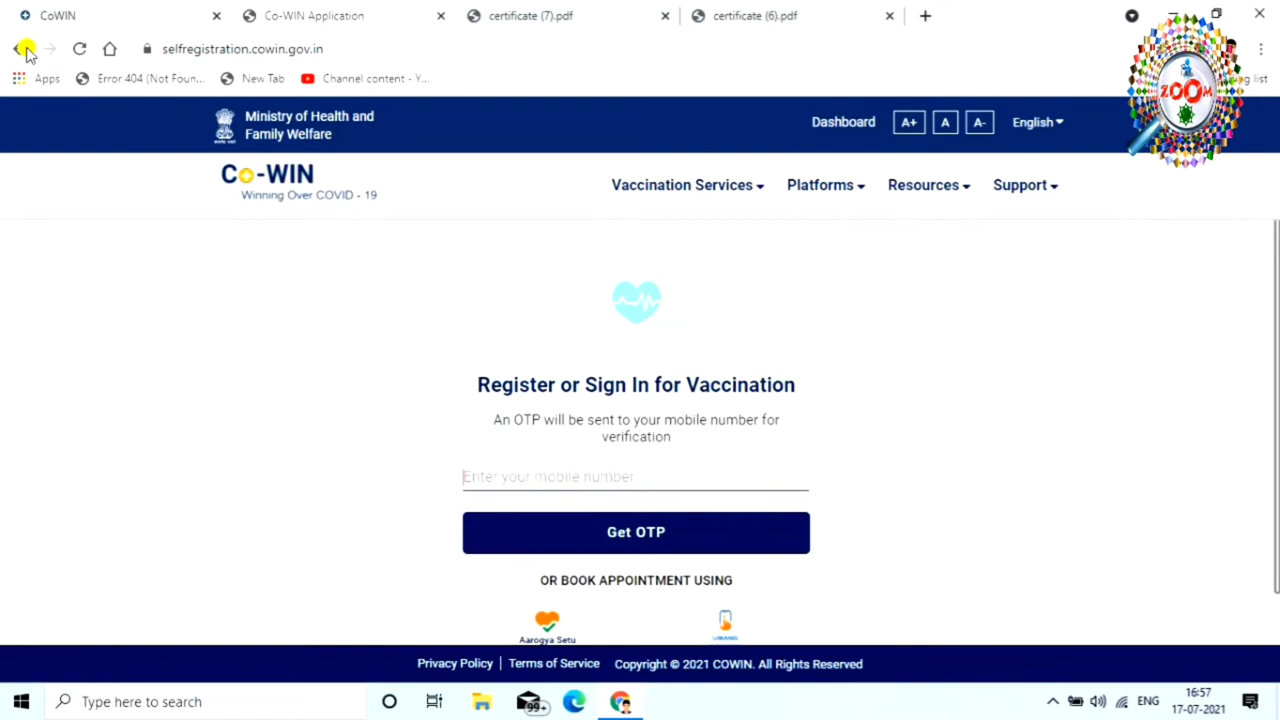 CoWIN
Co-WIN Application
certificate (7).pdf
certificate (6).pdf
selfregistration.cowin.gov.in
Apps
Error 404 (Not Foun...
New Tab
Channel content - Y...
ing list
ZOOM
Ministry of Health and
Family Welfare
Dashboard
A+
A
A-
English
Co-WIN
Winning Over COVID - 19
Vaccination Services
Platforms
Resources
Support
Register or Sign In for Vaccination
An OTP will be sent to your mobile number for
verification
Enter your mobile number
Get OTP
OR BOOK APPOINTMENT USING
Aarogya Setu
UMANG
Privacy Policy
Terms of Service
Copyright © 2021 COWIN. All Rights Reserved
Type here to search
99+
ENG
16:57
17-07-2021